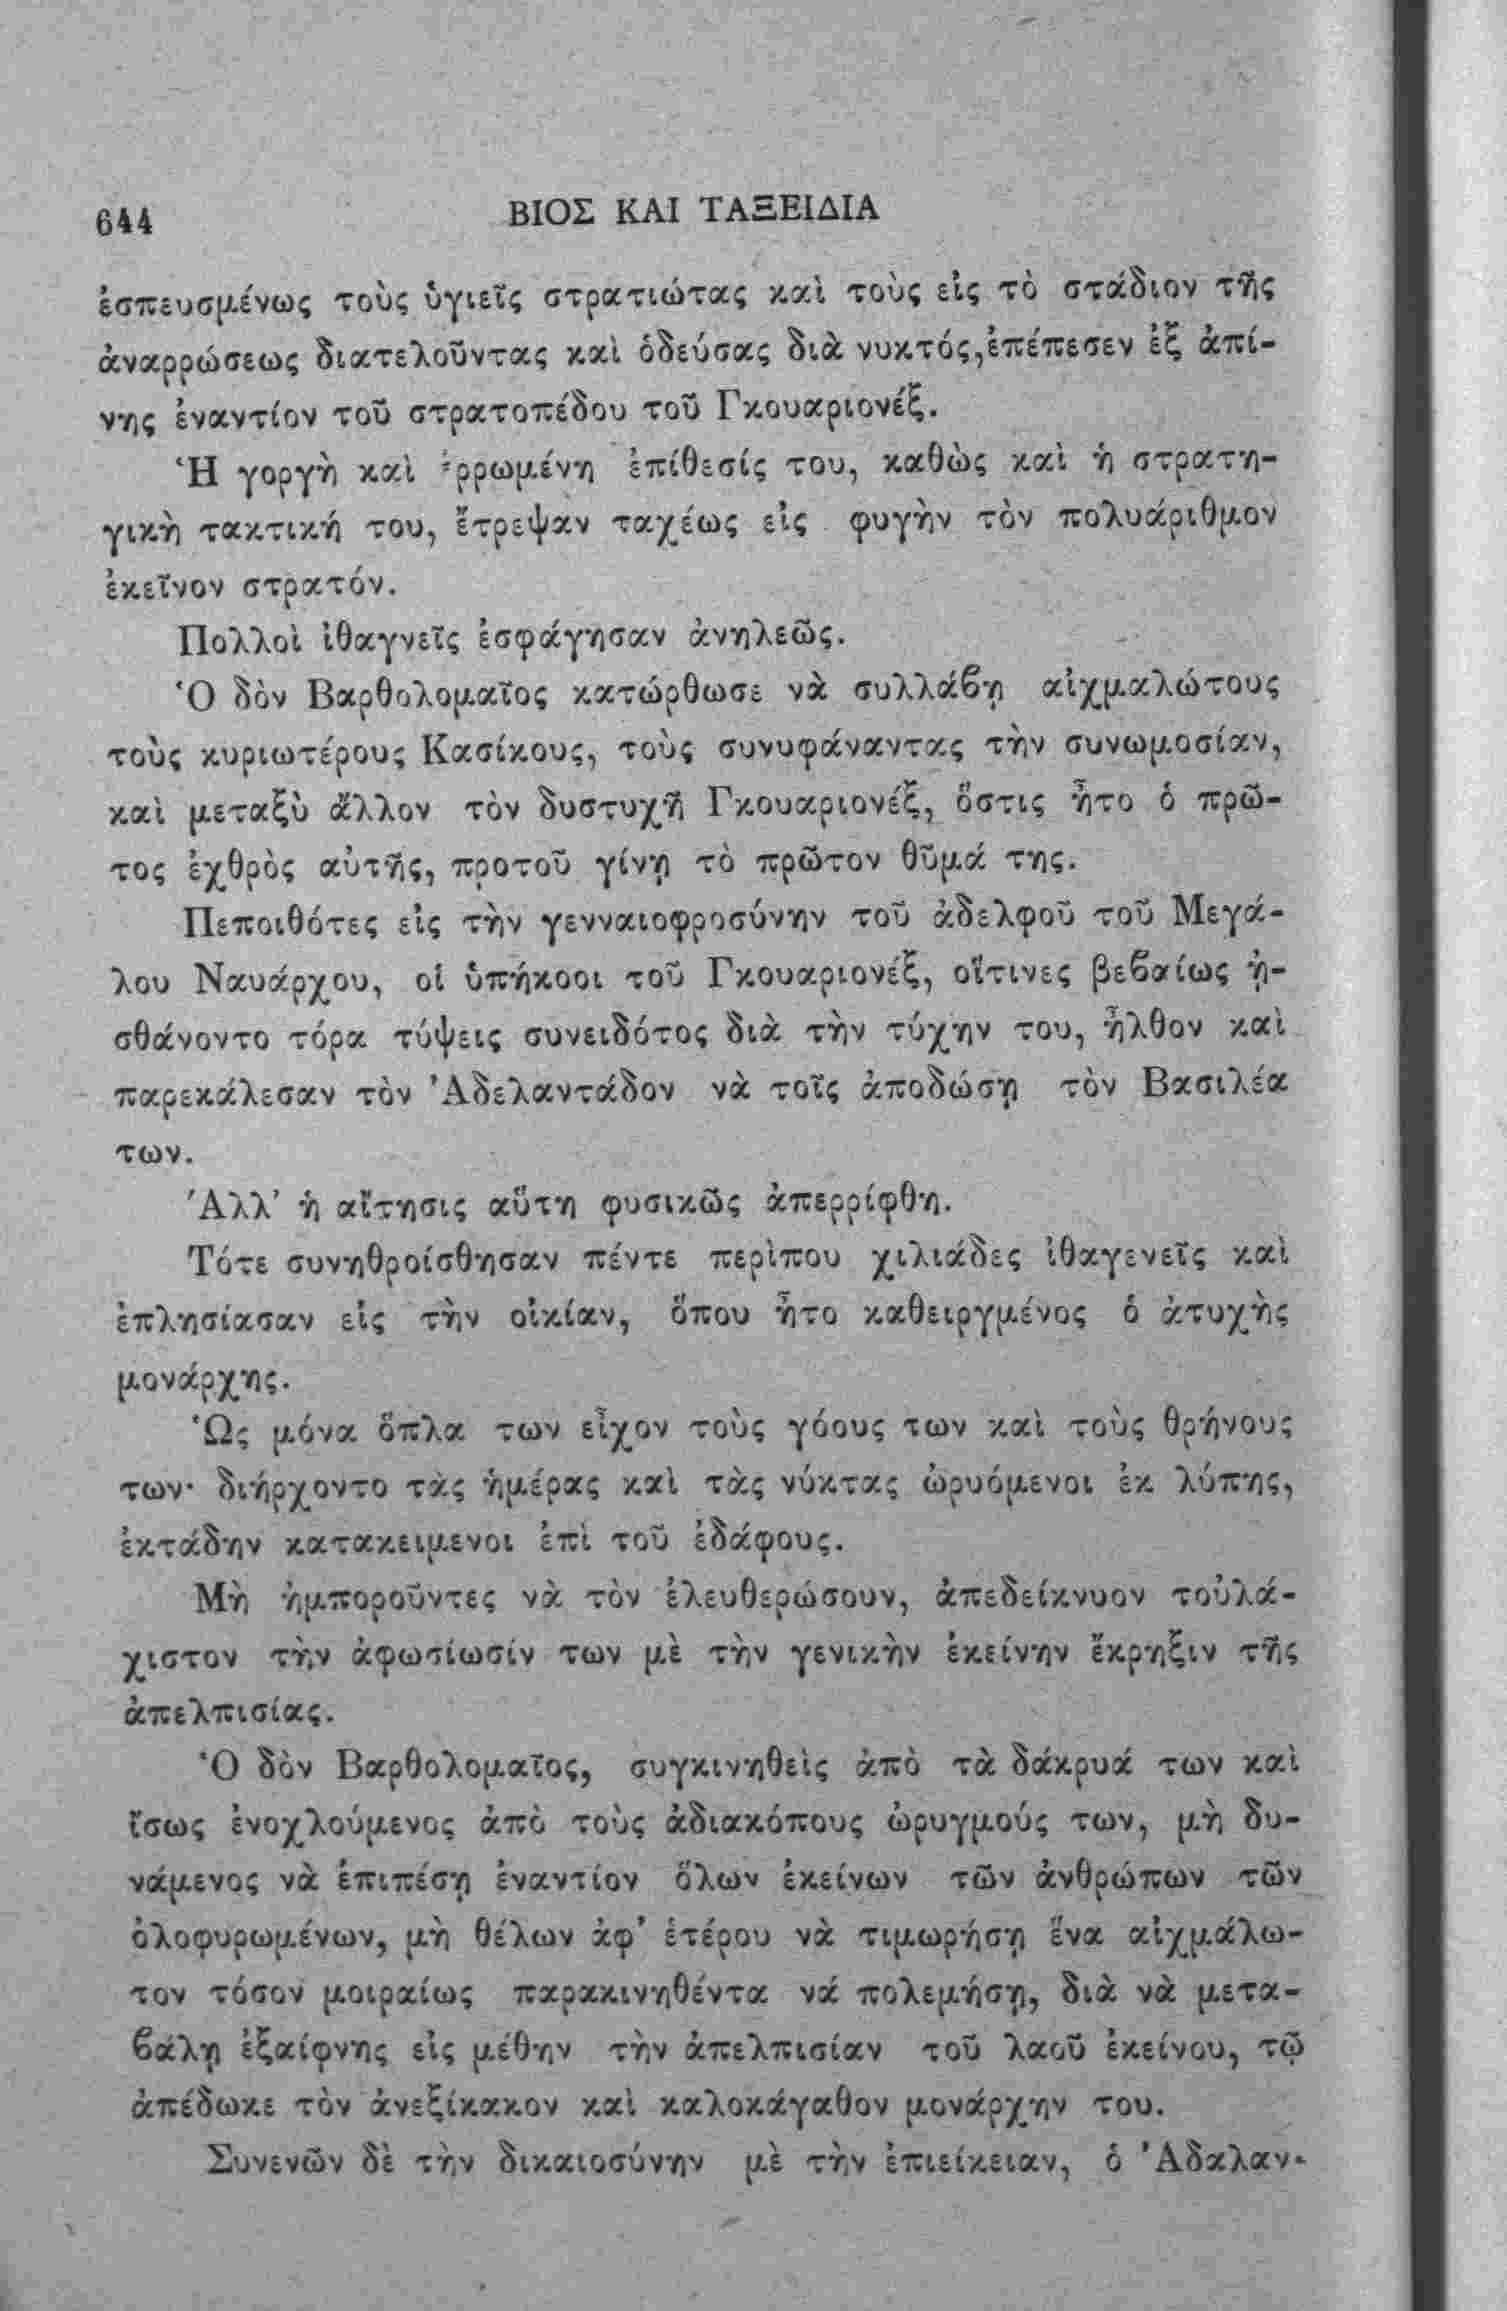 644
ΒΙΟΣ ΚΑΙ ΤΑΞΕΙΔΙΑ
ἐσπευσμένως τοὺς ὑγιεῖς στρατιώτας καὶ τοὺς εἰς τὸ στάδιον τῆς
ἀναρρώσεως διατελοῦντας καὶ ὁδεύσας διὰ νυκτός,ἐπέπεσεν ἐξ ἀπί-
νης ἐναντίον τοῦ στρατοπέδου τοῦ Γκουαριονέξ.
Ἡ γοργὴ καὶ ἐρρωμένη ἐπίθεσίς του, καθὼς καὶ ἡ στρατη-
γικὴ τακτική του, ἔτρεψαν ταχέως εἰς φυγὴν τὸν πολυάριθμον
ἐκεῖνον στρατόν.
Πολλοὶ ἰθαγνεῖς ἐσφάγησαν ἀνηλεῶς.
Ὁ δὸν Βαρθολομαῖος κατώρθωσε νὰ συλλάϐῃ αἰχμαλώτους
τοὺς κυριωτέρους Κασίκους, τοὺς συνυφάναντας τὴν συνωμοσίαν,
καὶ μεταξὺ ἄλλον τὸν δυστυχῆ Γκουαριονέξ, ὅστις ἦτο ὁ πρῶ-
τος ἐχθρὸς αὐτῆς, προτοῦ γίνῃ τὸ πρῶτον θῦμά της.
Πεποιθότες εἰς τὴν γενναιοφροσύνην τοῦ ἀδελφοῦ τοῦ Μεγά-
λου Ναυάρχου, οἱ ὑπήκοοι τοῦ Γκουαριονέξ, οἵτινες βεϐαίως ᾐ-
σθάνοντο τόρα τύψεις συνειδότος διὰ τὴν τύχην του, ἦλθον καὶ
παρεκάλεσαν τὸν Ἀδελαντάδον νὰ τοῖς ἀποδώσῃ τὸν Βασιλέα
των.
Ἀλλ' ἡ αἴτησις αὕτη φυσικῶς ἀπερρίφθη.
Τότε συνηθροίσθησαν πέντε περὶπου χιλιάδες ἰθαγενεῖς καὶ
ἐπλησίασαν εἰς τὴν οἰκίαν, ὅπου ἦτο καθειργμένος ὁ ἀτυχὴς
μονάρχης.
Ὡς μόνα ὅπλα των εἶχον τοὺς γόους των καὶ τοὺς θρήνους
των· διήρχοντο τὰς ἡμέρας καὶ τὰς νύκτας ὠρυόμενοι ἐκ λύπης,
ἐκτάδην κατακειμενοι ἐπὶ τοῦ ἐδάφους.
Μὴ ἠμποροῦντες νὰ τὸν ἐλευθερώσουν, ἀπεδείκνυον τοὐλά-
χιστον τὴν ἀφωσίωσίν των μὲ τὴν γενικὴν ἐκείνην ἔκρηξιν τῆς
ἀπελπισίας.
Ὁ δὸν Βαρθολομαῖος, συγκινηθεὶς ἀπὸ τὰ δάκρυά των καὶ
ἴσως ἐνοχλούμενος ἀπὸ τοὺς ἀδιακόπους ὠρυγμούς των, μὴ δυ-
νάμενος νὰ ἐπιπέσῃ ἐναντίον ὅλων ἐκείνων τῶν ἀνθρώπων τῶν
ὀλοφυρωμένων, μὴ θέλων ἀφ' ἑτέρου νὰ τιμωρήσῃ ἕνα αἰχμάλω-
τον τόσον μοιραίως παρακινηθέντα νά πολεμήσῃ, διὰ νὰ μετα-
ϐάλῃ ἐξαίφνης εἰς μέθην τὴν ἀπελπισίαν τοῦ λαοῦ ἐκείνου, τῷ
ἀπέδωκε τὸν ἀνεξίκακον καὶ καλοκάγαθον μονάρχην του.
Συνενῶν δὲ τὴν δικαιοσύνην μὲ τὴν ἐπιείκειαν, ὁ Ἀδαλαν-